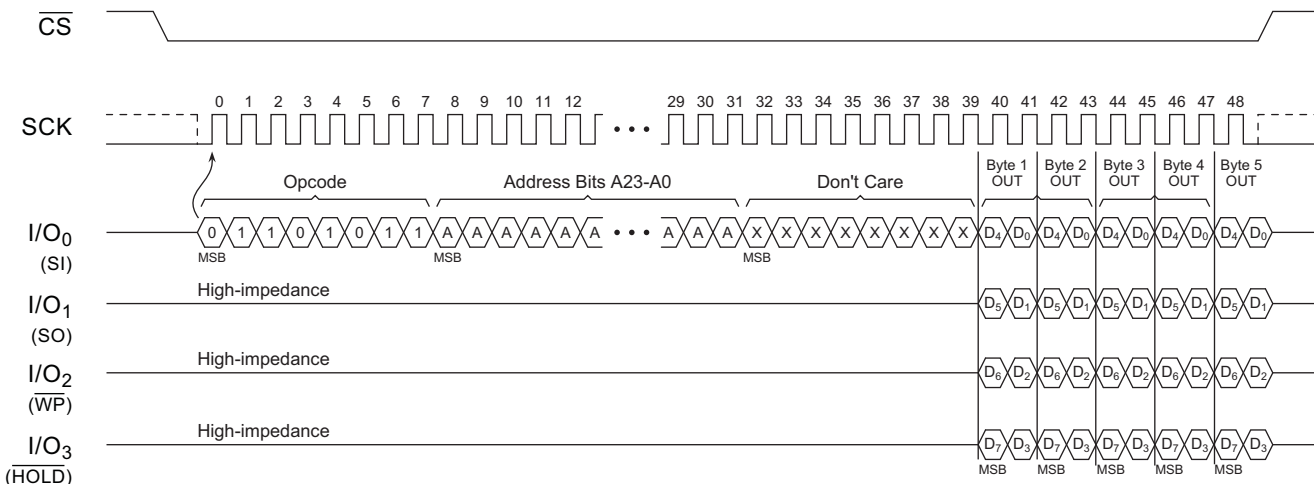 CS
SCK
0 1 2 3 4 5 6 7 8 9 10 11 12 29 30 31 32 33 34 35 36 37 38 39 40 41 42 43 44 45 46 47 48
• • •
Opcode
Address Bits A23-A0
Don't Care
Byte 1 OUT
Byte 2 OUT
Byte 3 OUT
Byte 4 OUT
Byte 5 OUT
I/O₀
(SI)
0 1 1 0 1 0 1 1 A A A A A A • • • A A A X X X X X X X X D₄ D₀ D₄ D₀ D₄ D₀ D₄ D₀ D₄ D₀
MSB MSB MSB
I/O₁
(SO)
High-impedance
D₅ D₁ D₅ D₁ D₅ D₁ D₅ D₁ D₅ D₁
I/O₂
(WP)
High-impedance
D₆ D₂ D₆ D₂ D₆ D₂ D₆ D₂ D₆ D₂
I/O₃
(HOLD)
High-impedance
D₇ D₃ D₇ D₃ D₇ D₃ D₇ D₃ D₇ D₃
MSB MSB MSB MSB MSB